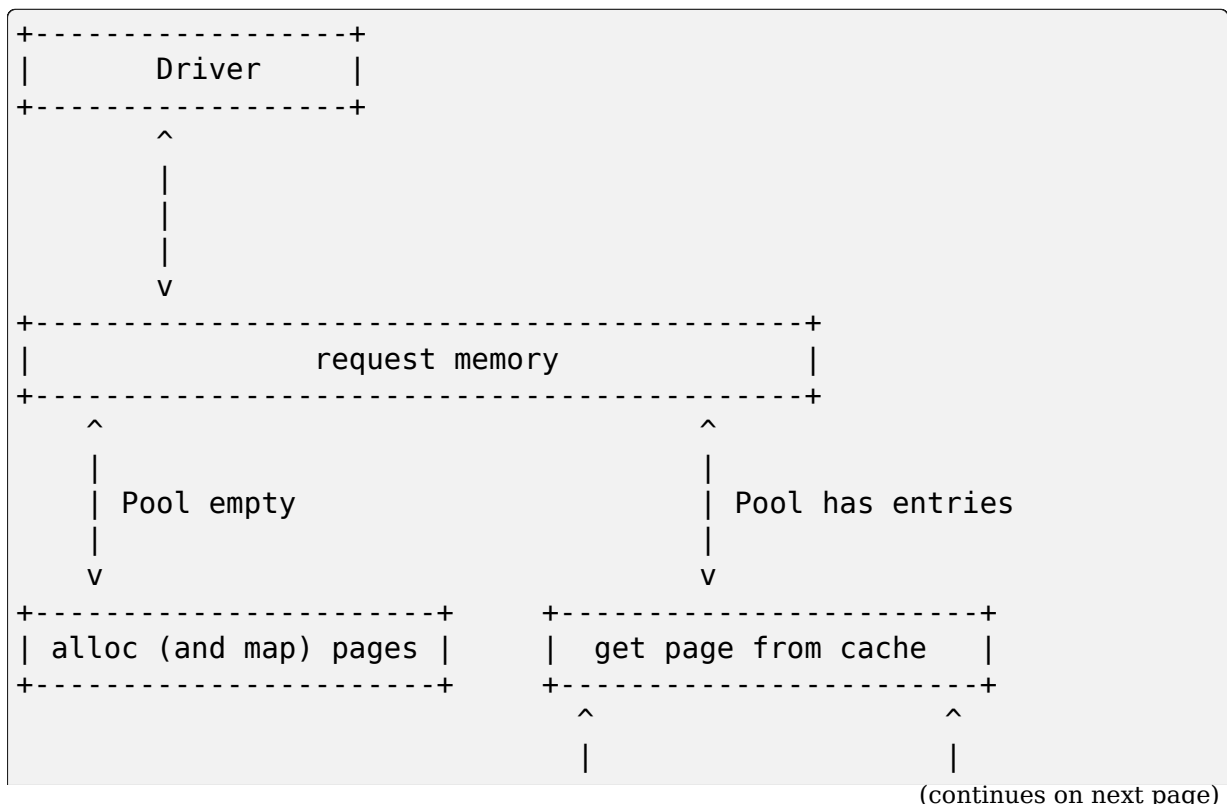 +------------------+
|       Driver     |
+------------------+
        ^
        |
        |
        |
        v
+--------------------------------------------+
|                request memory              |
+--------------------------------------------+
    ^                                  ^
    |                                  |
    | Pool empty                       | Pool has entries
    |                                  |
    v                                  v
+-----------------------+     +------------------------+
| alloc (and map) pages |     |  get page from cache   |
+-----------------------+     +------------------------+
                                ^                    ^
                                |                    |
(continues on next page)